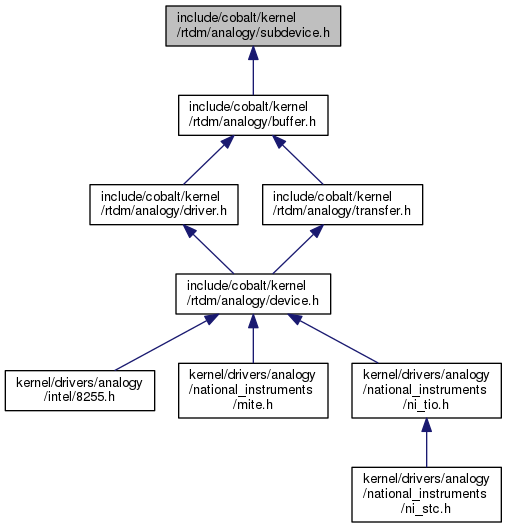 include/cobalt/kernel
/rtdm/analogy/subdevice.h
include/cobalt/kernel
/rtdm/analogy/buffer.h
include/cobalt/kernel
/rtdm/analogy/driver.h
include/cobalt/kernel
/rtdm/analogy/transfer.h
include/cobalt/kernel
/rtdm/analogy/device.h
kernel/drivers/analogy
/intel/8255.h
kernel/drivers/analogy
/national_instruments
/mite.h
kernel/drivers/analogy
/national_instruments
/ni_tio.h
kernel/drivers/analogy
/national_instruments
/ni_stc.h